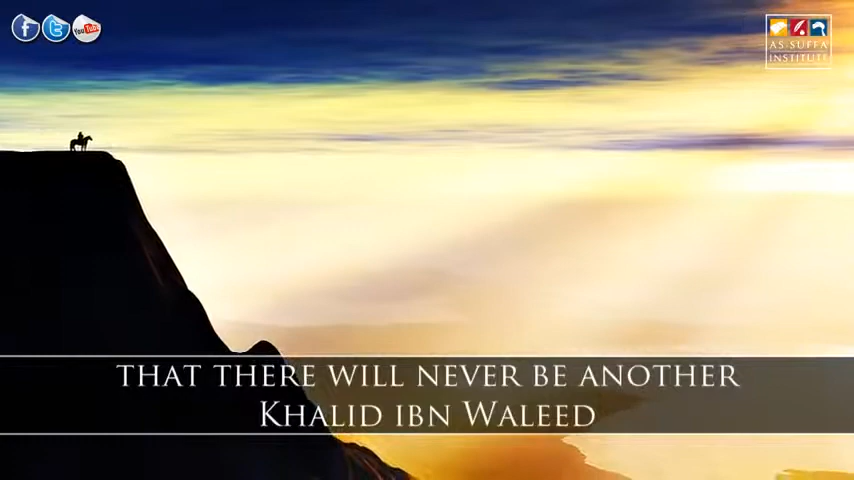 f
t
You Tube
AS-SUFFA
INSTITUTE
THAT THERE WILL NEVER BE ANOTHER
KHALID IBN WALEED